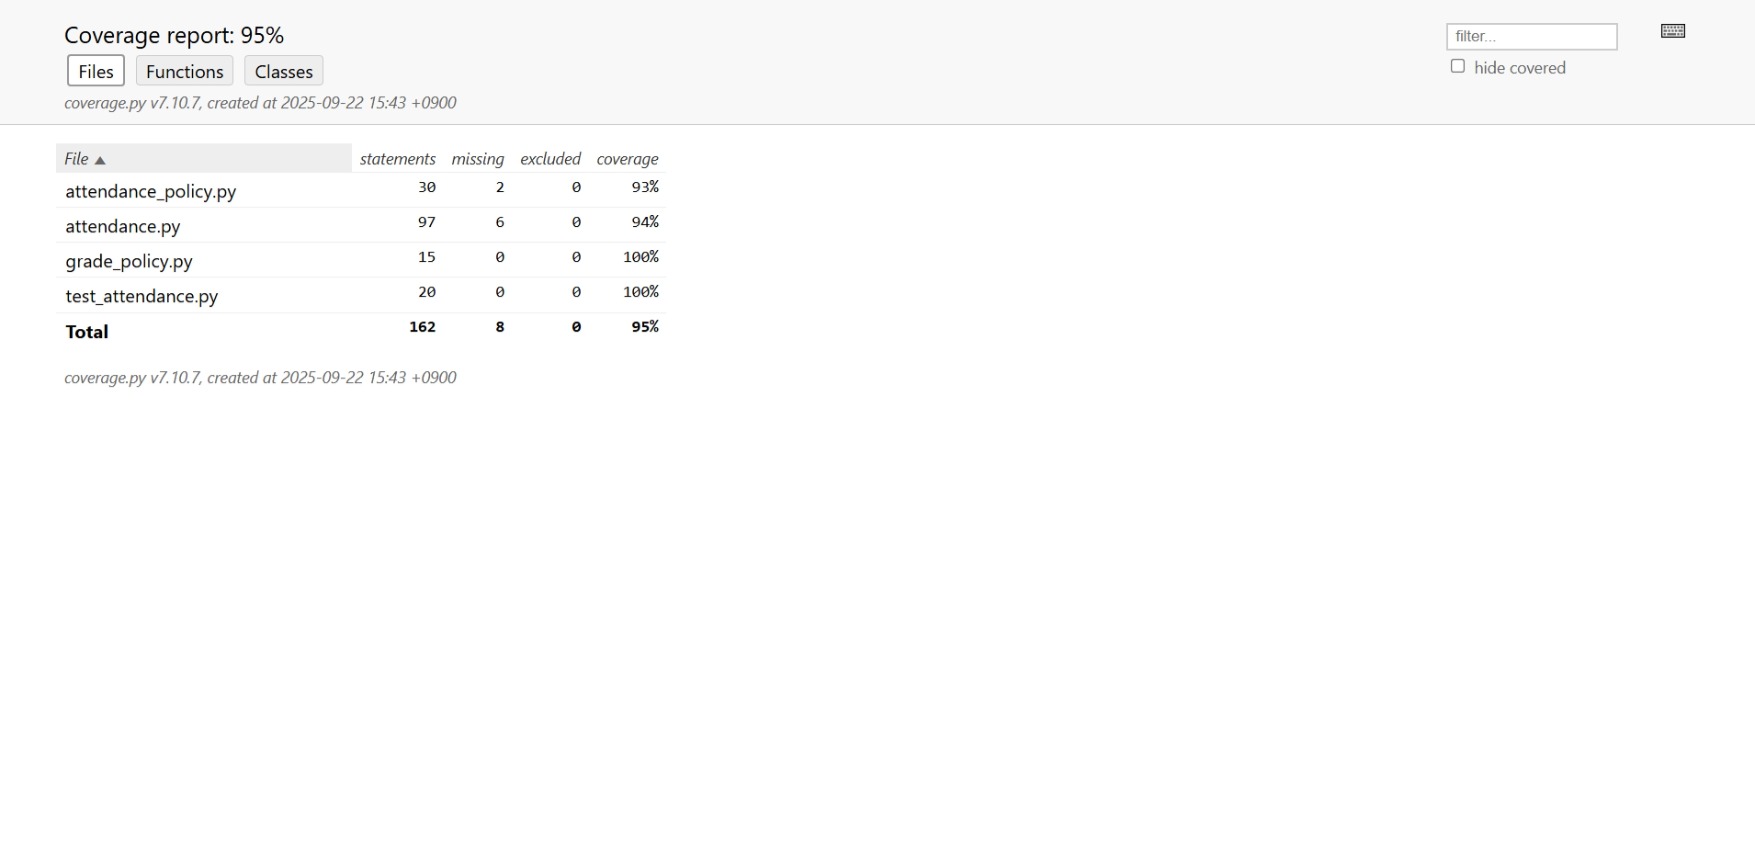 Coverage report: 95%
filter...
hide covered
Files Functions Classes
coverage.py v7.10.7, created at 2025-09-22 15:43 +0900
File ▲ statements missing excluded coverage
attendance_policy.py 30 2 0 93%
attendance.py 97 6 0 94%
grade_policy.py 15 0 0 100%
test_attendance.py 20 0 0 100%
Total 162 8 0 95%
coverage.py v7.10.7, created at 2025-09-22 15:43 +0900